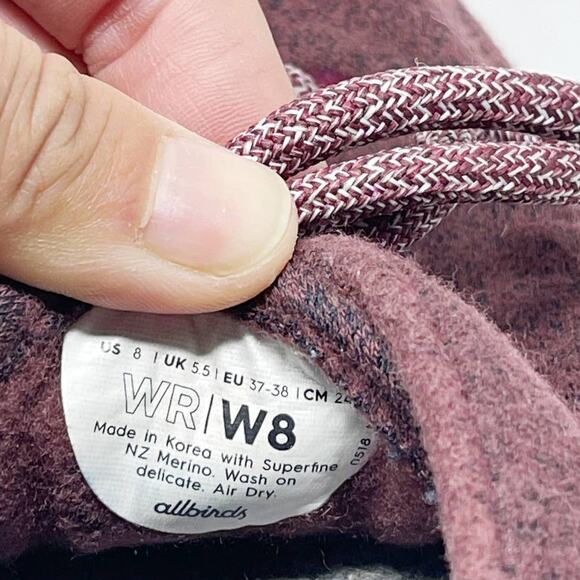 US 8 | UK 5.5 | EU 37-38 | CM
WR|W8
Made in Korea with Superfine
NZ Merino. Wash on
delicate. Air Dry.
allbirds
0518